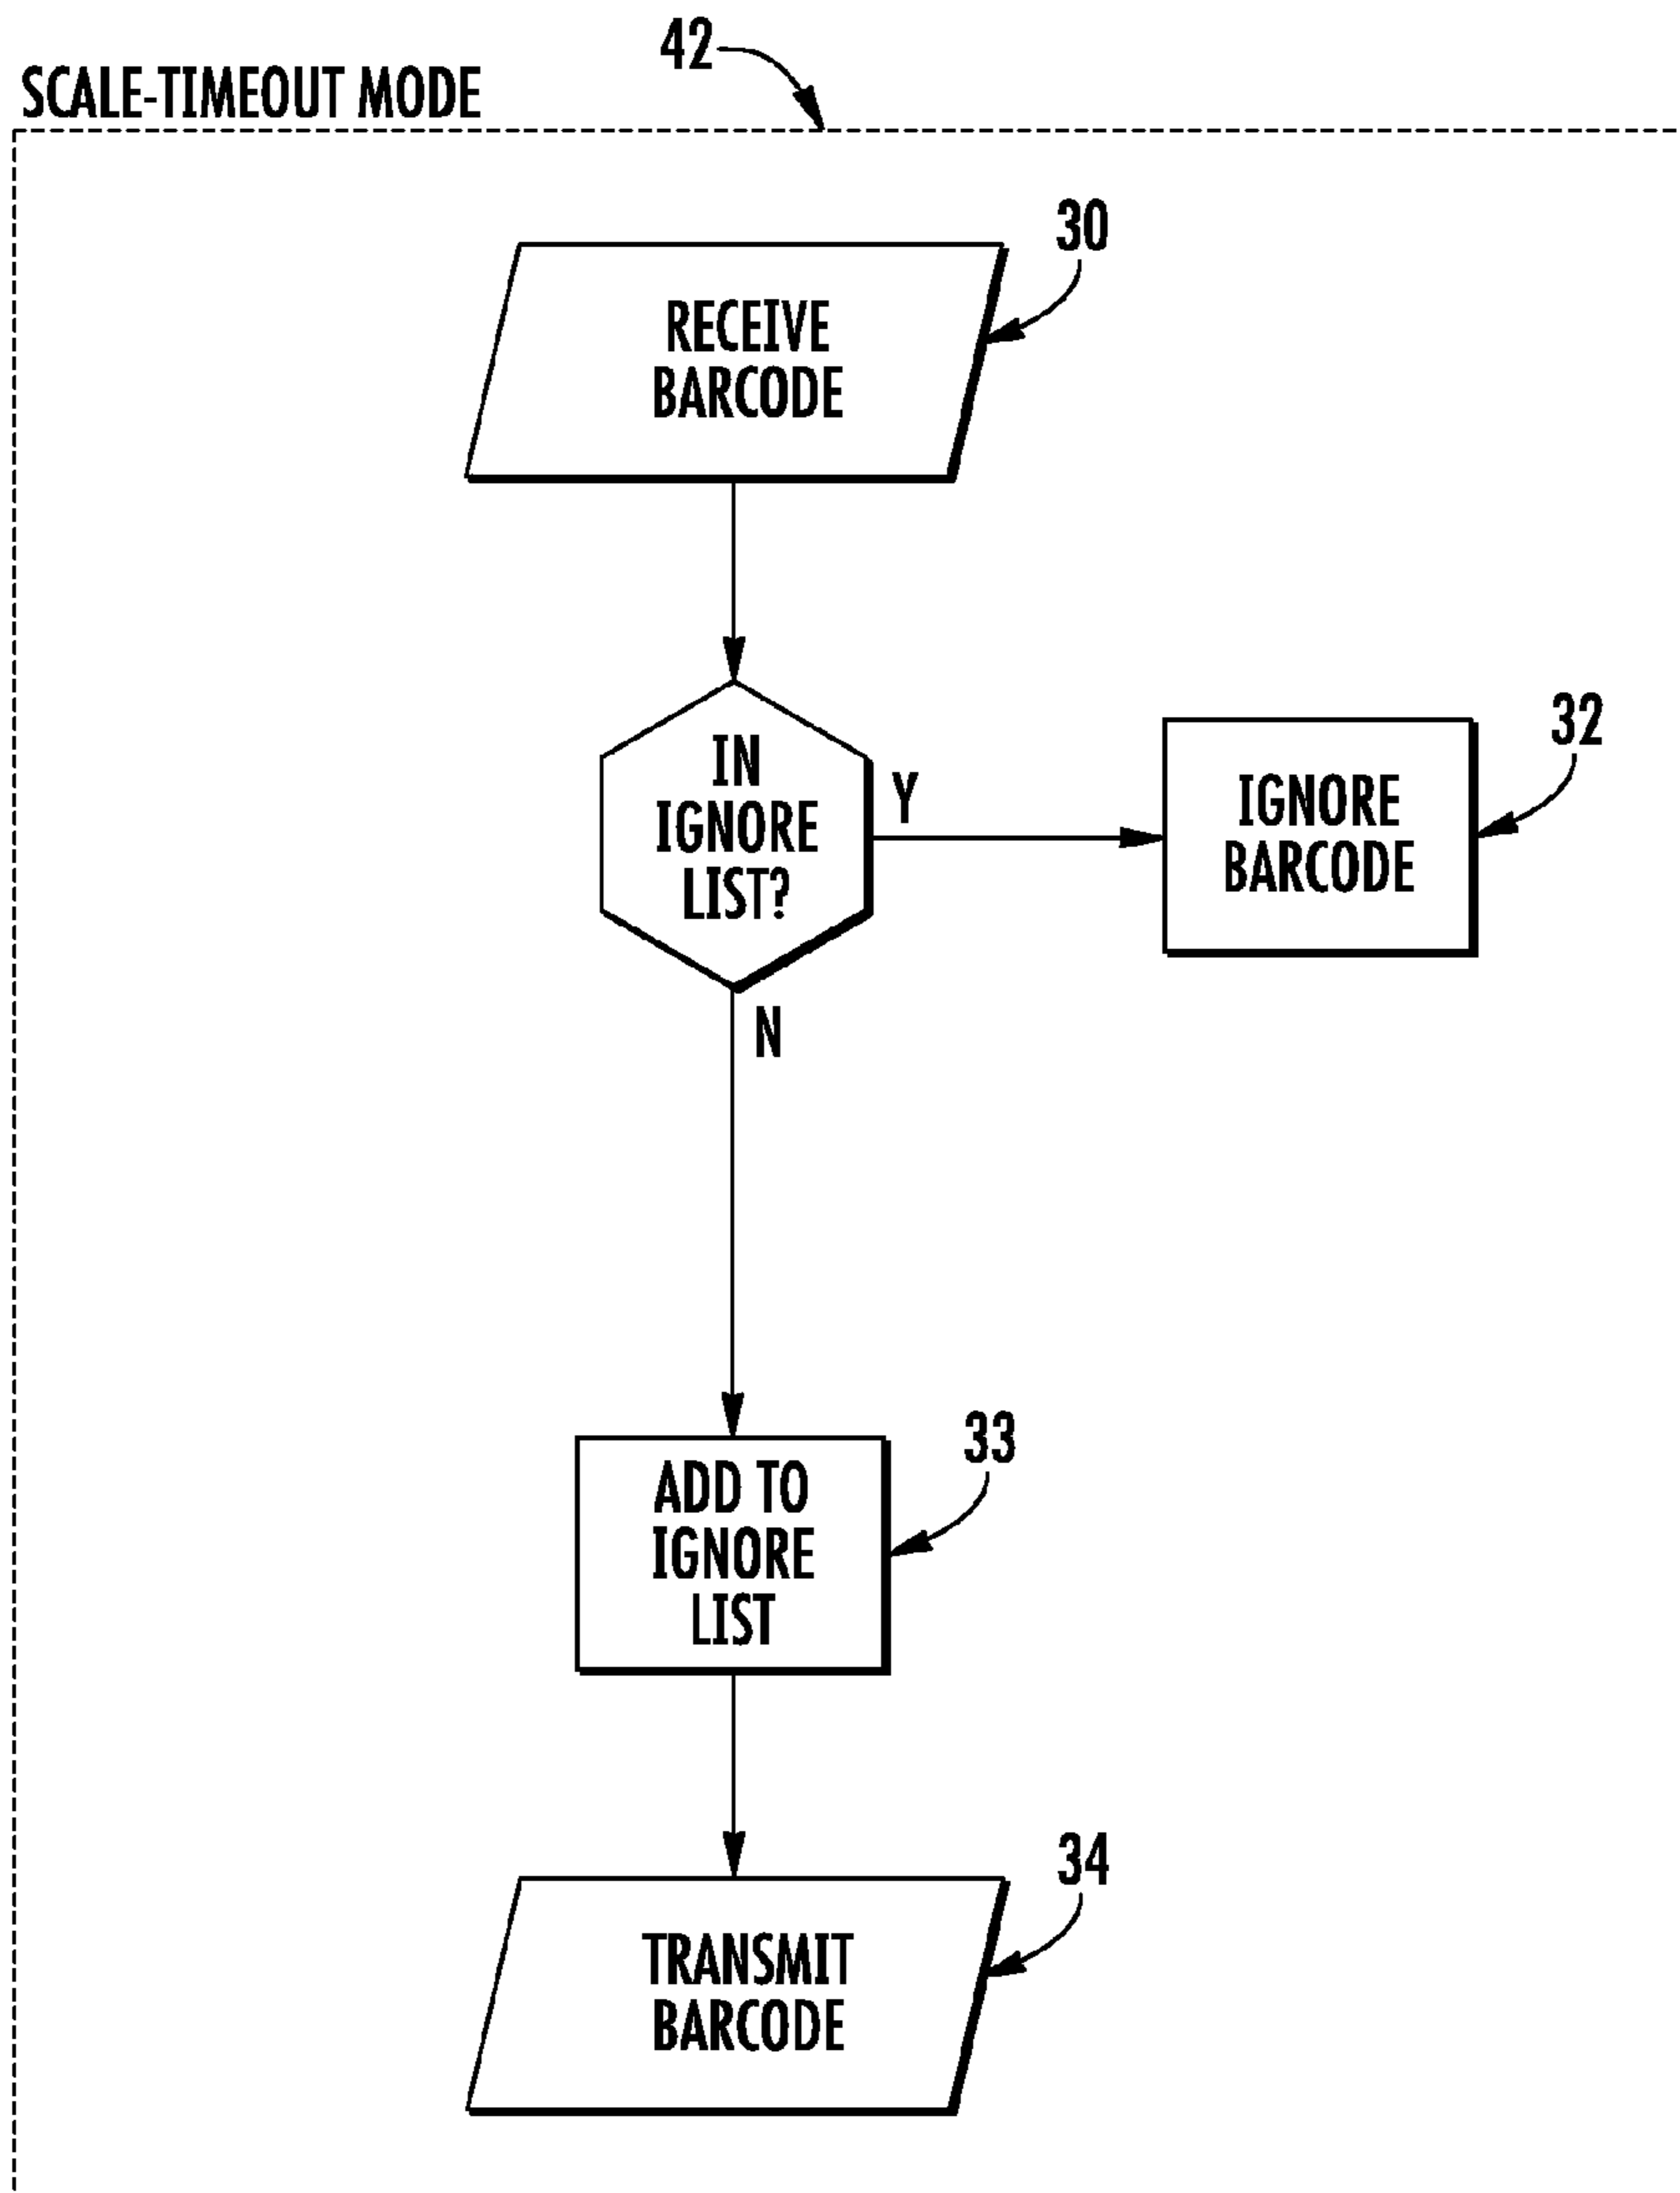 42
SCALE-TIMEOUT MODE
30
RECEIVE
BARCODE
IN
IGNORE
LIST?
Y
32
IGNORE
BARCODE
N
33
ADD TO
IGNORE
LIST
34
TRANSMIT
BARCODE